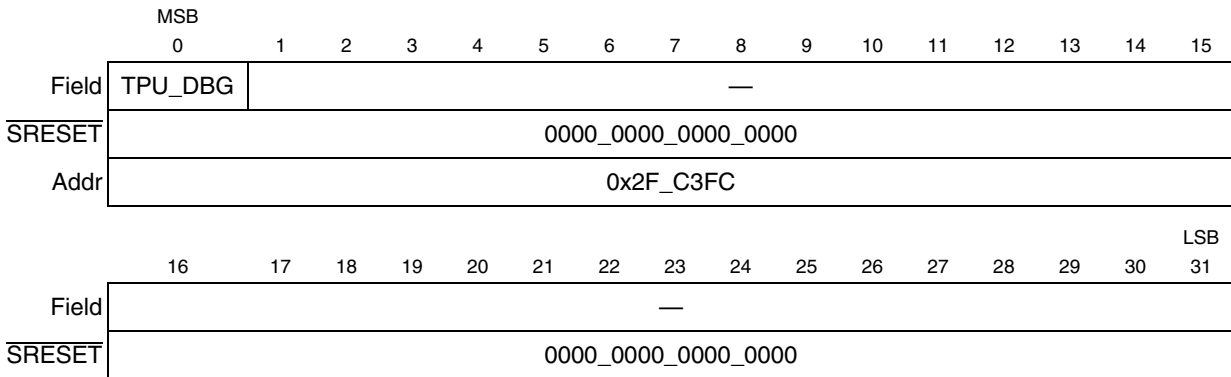 MSB
0 1 2 3 4 5 6 7 8 9 10 11 12 13 14 15
Field TPU_DBG —
SRESET 0000_0000_0000_0000
Addr 0x2F_C3FC
LSB
16 17 18 19 20 21 22 23 24 25 26 27 28 29 30 31
Field —
SRESET 0000_0000_0000_0000